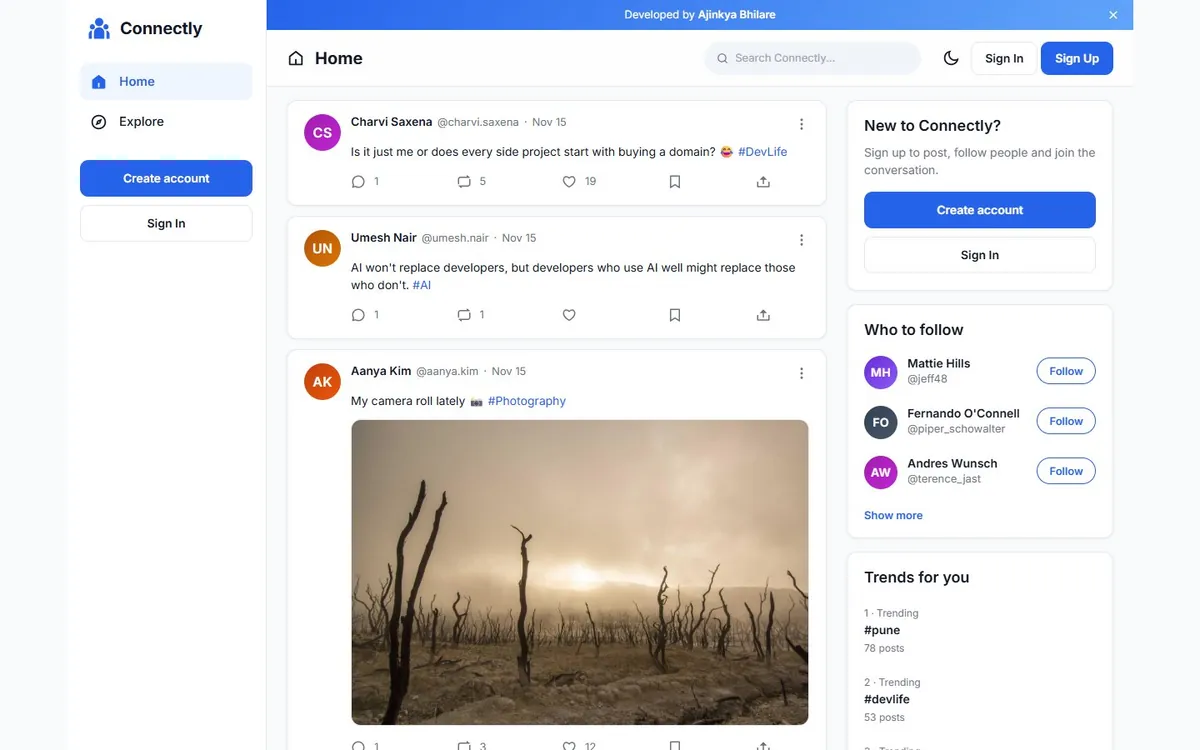 Connectly
Home
Explore
Create account
Sign In
Developed by Ajinkya Bhilare
Home
Search Connectly...
Sign In
Sign Up
CS
Charvi Saxena @charvi.saxena · Nov 15
Is it just me or does every side project start with buying a domain? 😂 #DevLife
1 5 19
UN
Umesh Nair @umesh.nair · Nov 15
AI won't replace developers, but developers who use AI well might replace those
who don't. #AI
1 1
AK
Aanya Kim @aanya.kim · Nov 15
My camera roll lately 📸 #Photography
1 3 12
New to Connectly?
Sign up to post, follow people and join the
conversation.
Create account
Sign In
Who to follow
MH
Mattie Hills
@jeff48
Follow
FO
Fernando O'Connell
@piper_schowalter
Follow
AW
Andres Wunsch
@terence_jast
Follow
Show more
Trends for you
1 · Trending
#pune
78 posts
2 · Trending
#devlife
53 posts